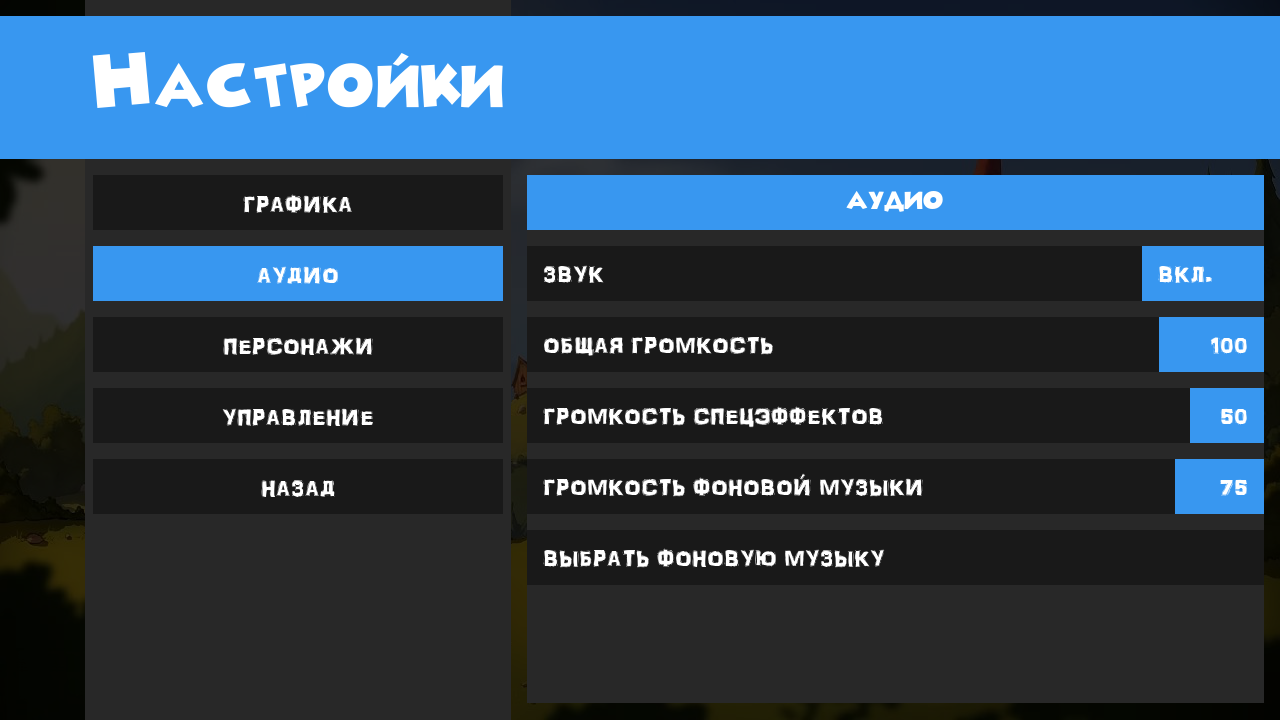 Настройки
ГРАФИКА
АУДИО
ПЕРСОНАЖИ
УПРАВЛЕНИЕ
НАЗАД
АУДИО
ЗВУК ВКЛ.
ОБЩАЯ ГРОМКОСТЬ 100
ГРОМКОСТЬ СПЕЦЭФФЕКТОВ 50
ГРОМКОСТЬ ФОНОВОЙ МУЗЫКИ 75
ВЫБРАТЬ ФОНОВУЮ МУЗЫКУ